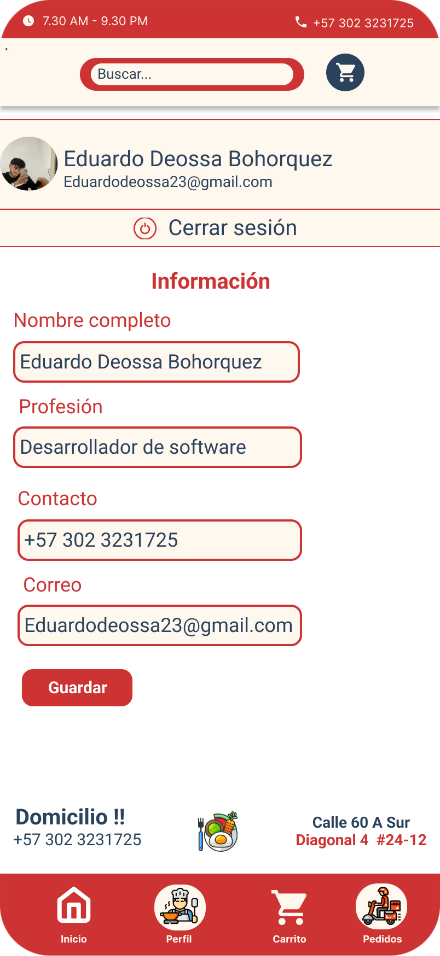 7.30 AM - 9.30 PM
+57 302 3231725
Buscar...
Eduardo Deossa Bohorquez
Eduardodeossa23@gmail.com
Cerrar sesión
Información
Nombre completo
Eduardo Deossa Bohorquez
Profesión
Desarrollador de software
Contacto
+57 302 3231725
Correo
Eduardodeossa23@gmail.com
Guardar
Domicilio !!
+57 302 3231725
Calle 60 A Sur
Diagonal 4 #24-12
Inicio
Perfil
Carrito
Pedidos